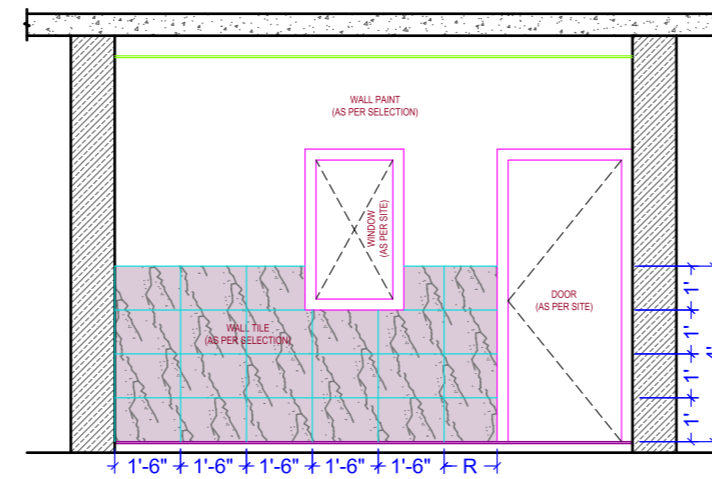 WALL PAINT
(AS PER SELECTION)
WINDOW
(AS PER SITE)
DOOR
(AS PER SITE)
WALL TILE
(AS PER SELECTION)
1'
1'
1'
1'
4'
1'-6" 1'-6" 1'-6" 1'-6" 1'-6" R